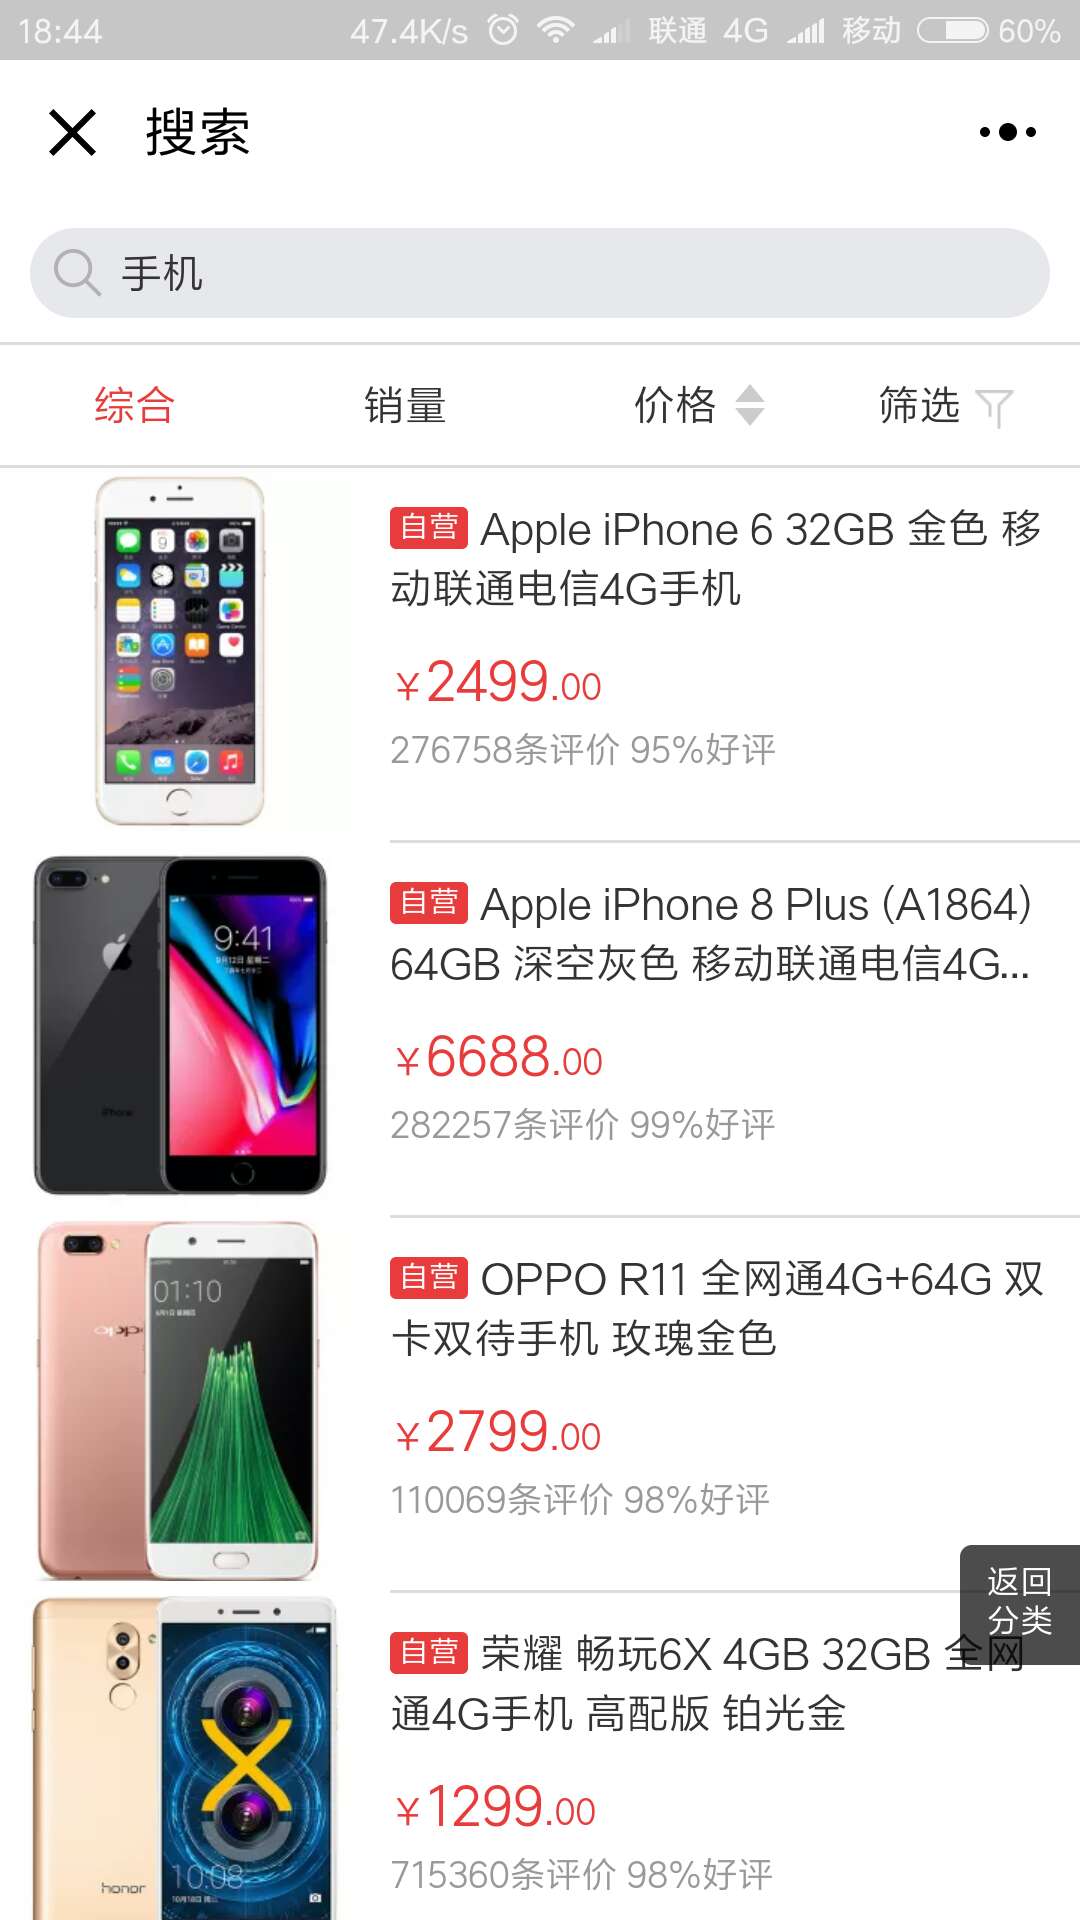 18:44 47.4K/s 联通 4G 移动 60%
搜索
手机
综合 销量 价格 筛选
自营 Apple iPhone 6 32GB 金色 移
动联通电信4G手机
¥2499.00
276758条评价 95%好评
9:41
iPhone
自营 Apple iPhone 8 Plus (A1864)
64GB 深空灰色 移动联通电信4G...
¥6688.00
282257条评价 99%好评
01:10
oppo
自营 OPPO R11 全网通4G+64G 双
卡双待手机 玫瑰金色
¥2799.00
110069条评价 98%好评
返回
分类
自营 荣耀 畅玩6X 4GB 32GB 全网
通4G手机 高配版 铂光金
¥1299.00
715360条评价 98%好评
honor
10:08